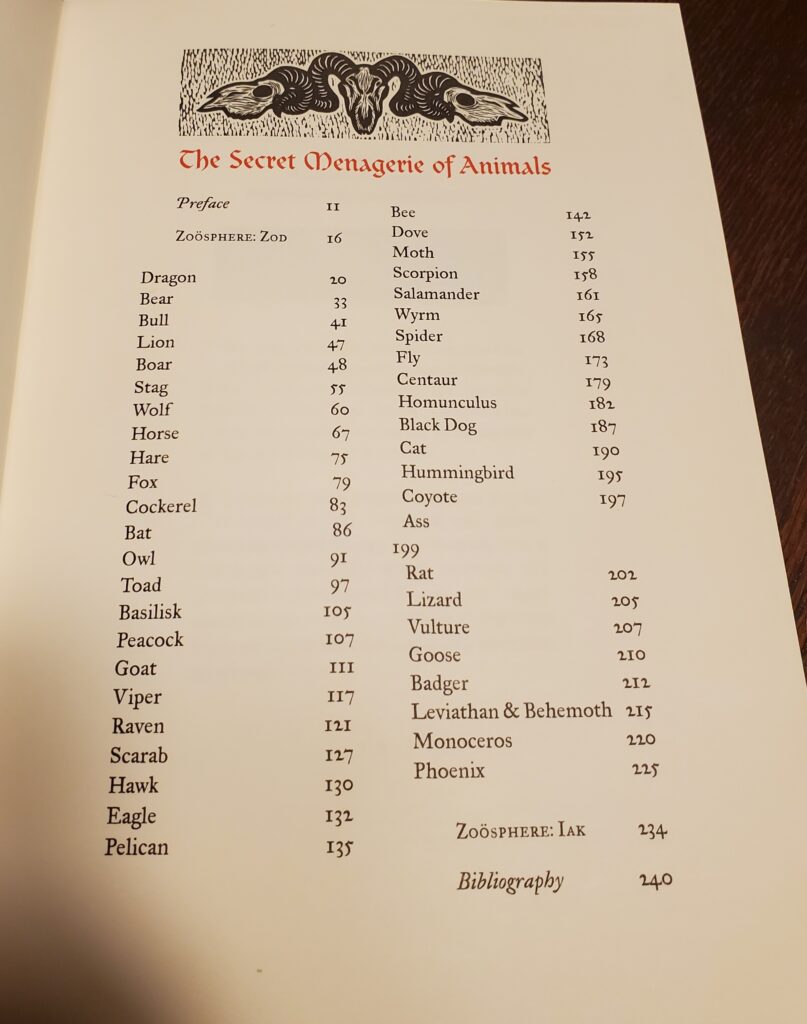 The Secret Menagerie of Animals
Preface 11
Zoösphere: Zod 16
Dragon 20
Bear 33
Bull 41
Lion 47
Boar 48
Stag 55
Wolf 60
Horse 67
Hare 75
Fox 79
Cockerel 83
Bat 86
Owl 91
Toad 97
Basilisk 105
Peacock 107
Goat 111
Viper 117
Raven 121
Scarab 127
Hawk 130
Eagle 132
Pelican 135
Bee 142
Dove 152
Moth 155
Scorpion 158
Salamander 161
Wyrm 165
Spider 168
Fly 173
Centaur 179
Homunculus 182
Black Dog 187
Cat 190
Hummingbird 195
Coyote 197
Ass
199
Rat 202
Lizard 205
Vulture 207
Goose 210
Badger 212
Leviathan & Behemoth 215
Monoceros 220
Phoenix 225
Zoösphere: Iak 234
Bibliography 240